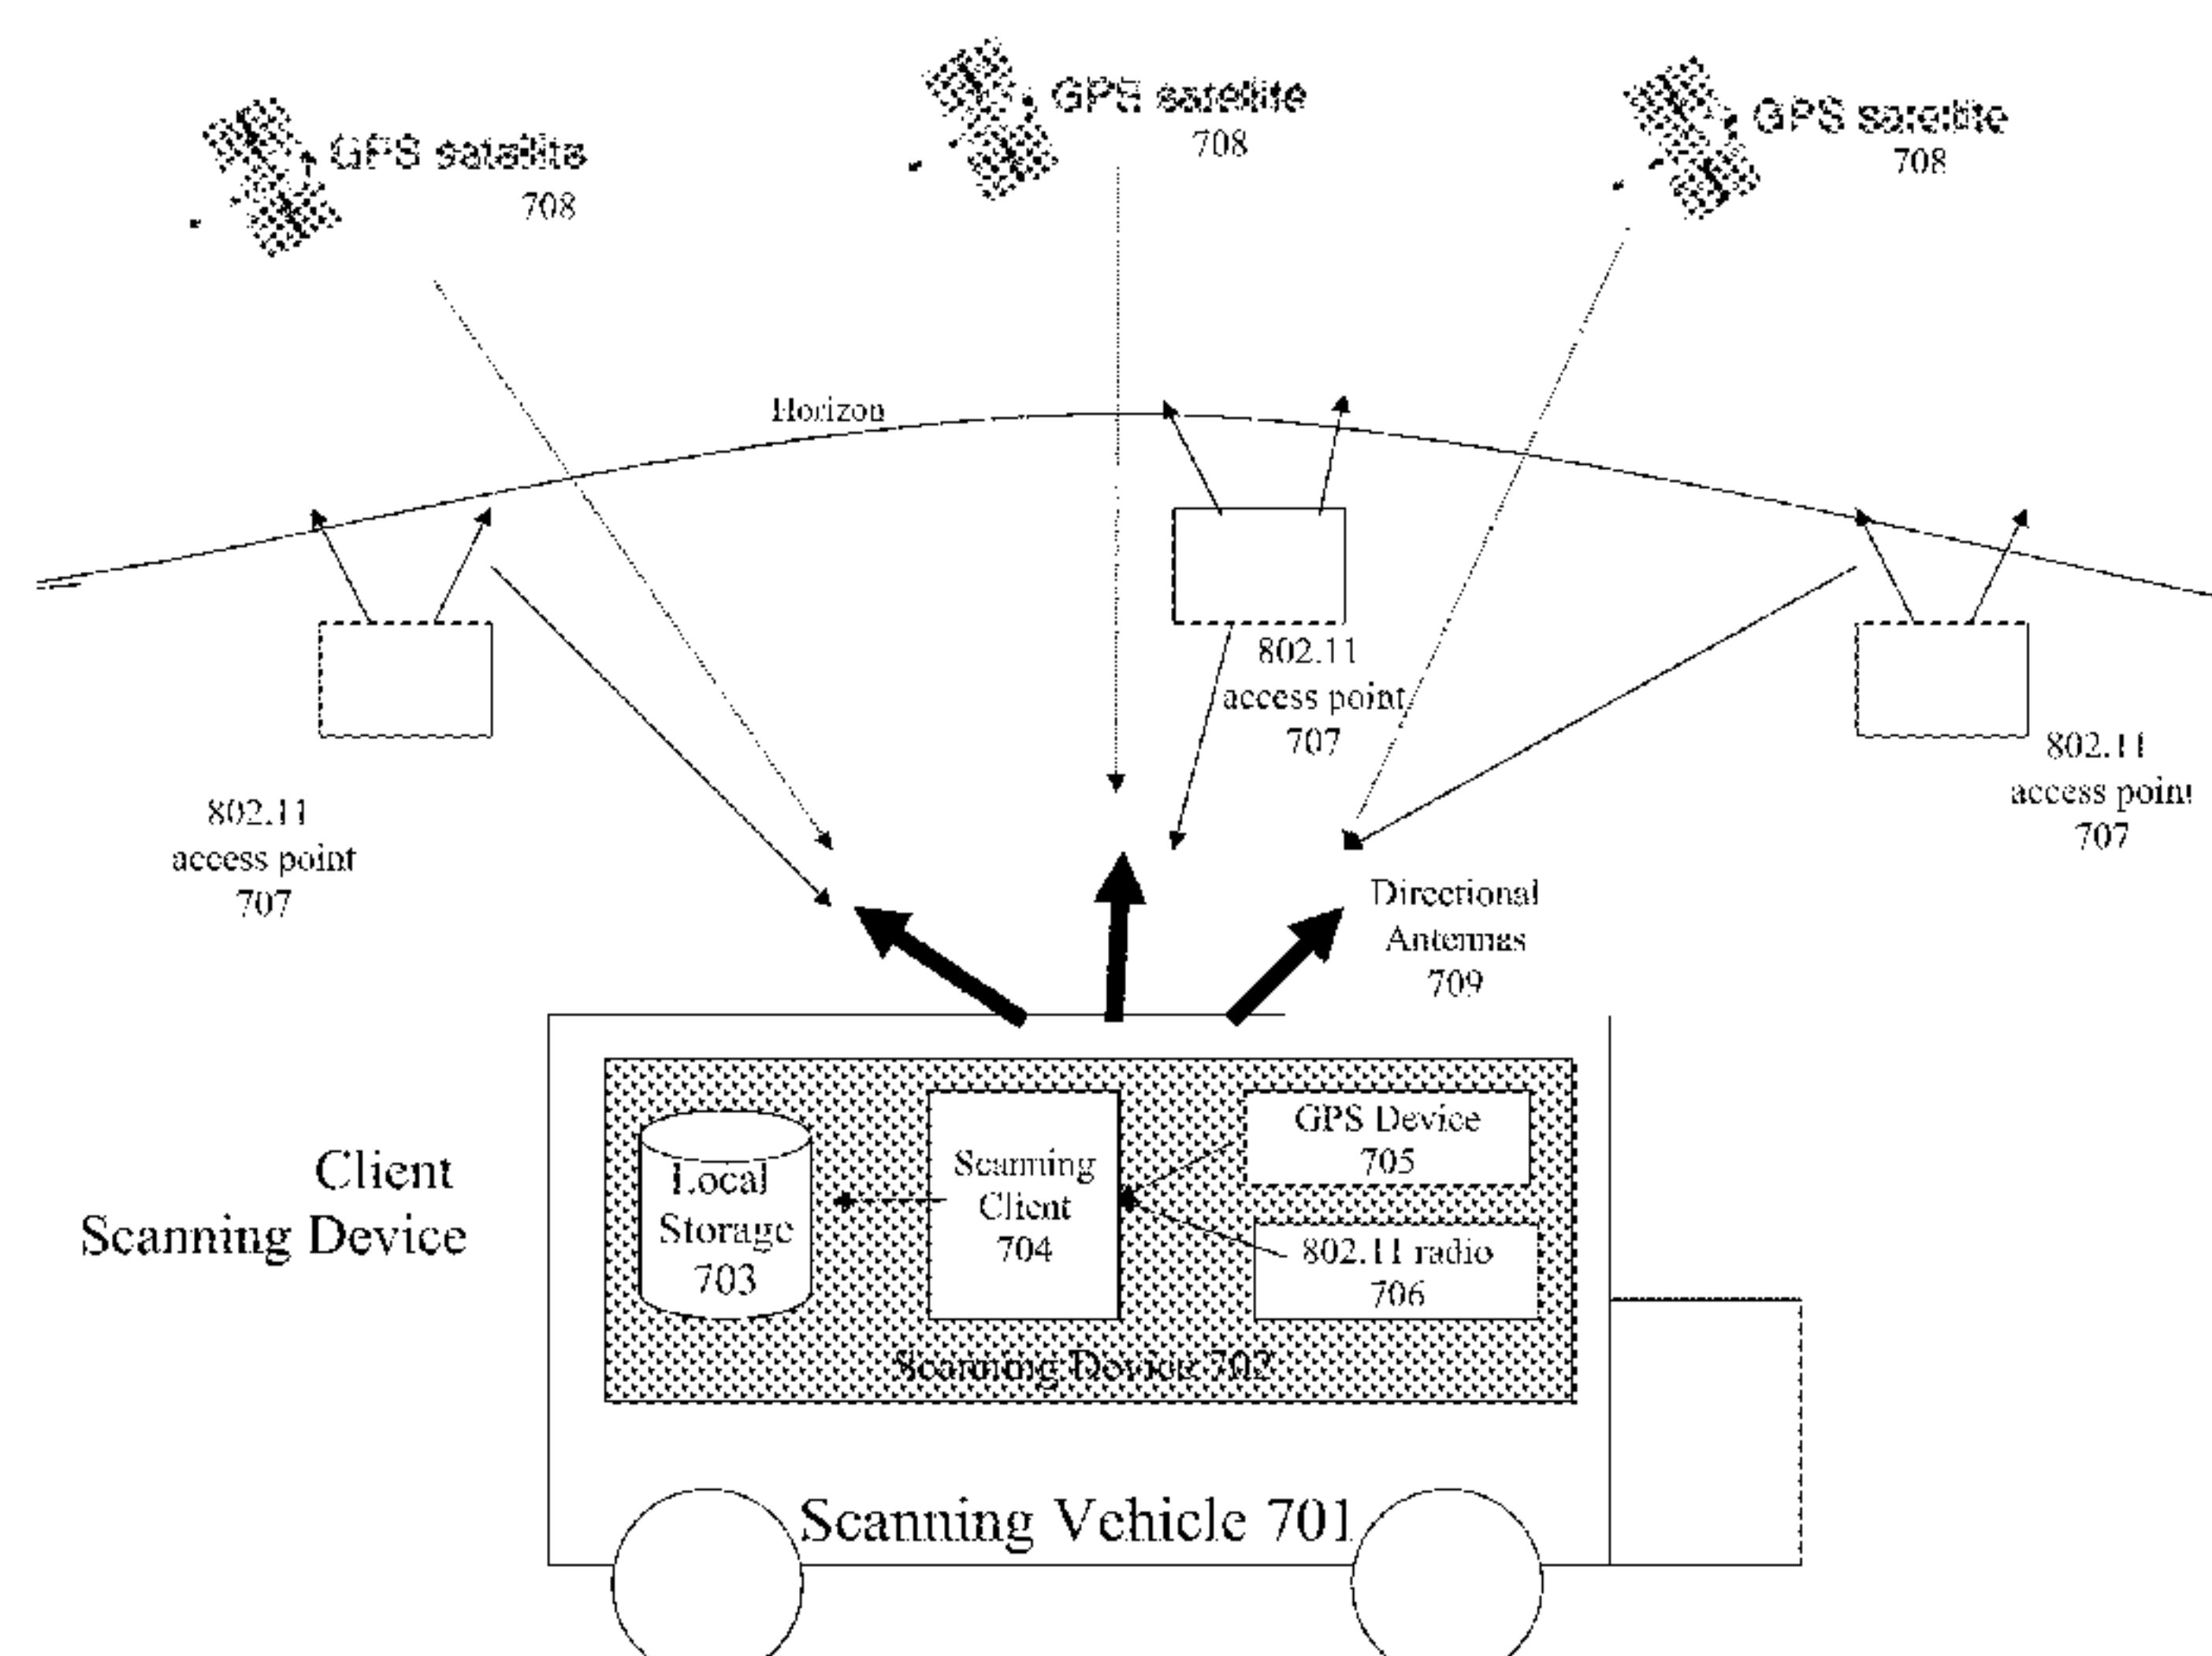 GPS satellite
708
GPS satellite
708
GPS satellite
708
Horizon
802.11
access point
707
802.11
access point
707
802.11
access point
707
Directional
Antennas
709
Client
Scanning Device
Local
Storage
703
Scanning
Client
704
GPS Device
705
802.11 radio
706
Scanning Device 702
Scanning Vehicle 701